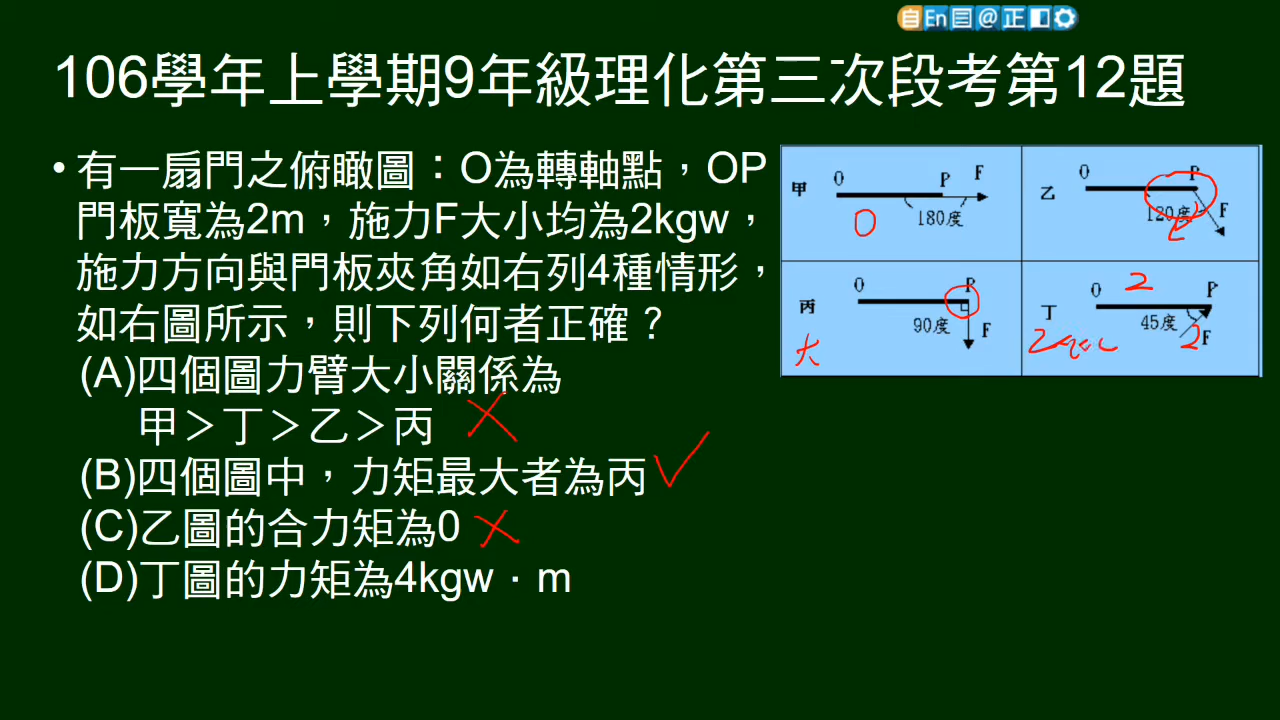 自 En @ 正
106學年上學期9年級理化第三次段考第12題
• 有一扇門之俯瞰圖：O為轉軸點，OP
門板寬為2m，施力F大小均為2kgw，
施力方向與門板夾角如右列4種情形，
如右圖所示，則下列何者正確？
(A)四個圖力臂大小關係為
甲＞丁＞乙＞丙
(B)四個圖中，力矩最大者為丙
(C)乙圖的合力矩為0
(D)丁圖的力矩為4kgw．m
甲 O P F
180度
0
乙 O P
120度 F
丙 O P
90度 F
大
丁 O 2 P
45度 2 F